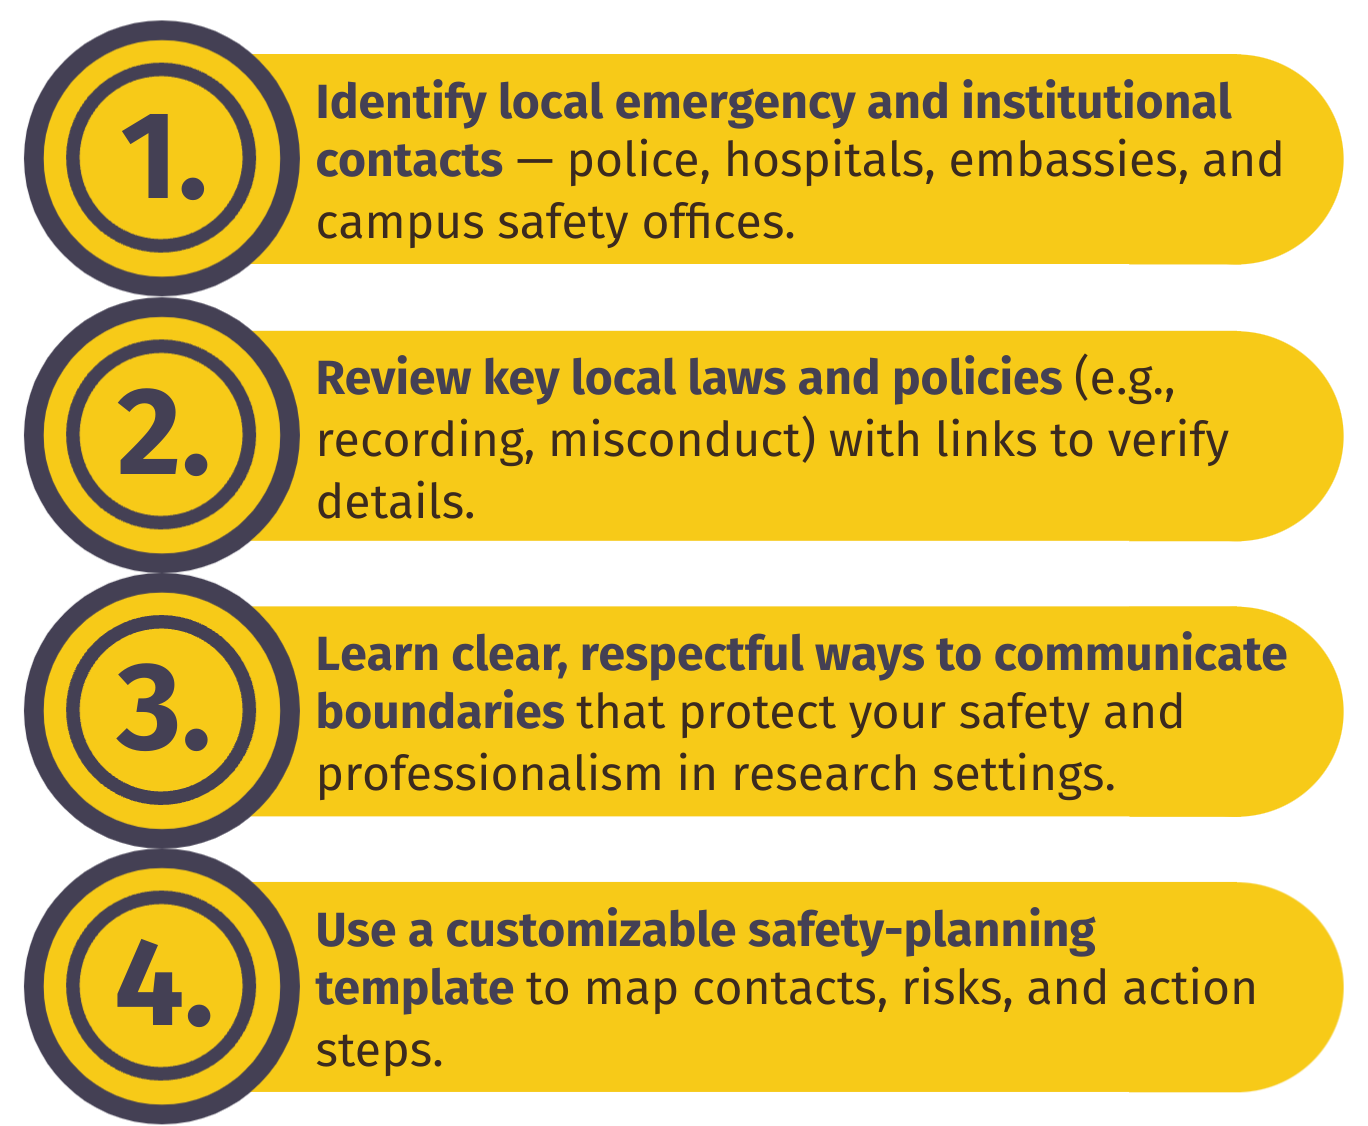 1.
Identify local emergency and institutional
contacts — police, hospitals, embassies, and
campus safety offices.
2.
Review key local laws and policies (e.g.,
recording, misconduct) with links to verify
details.
3.
Learn clear, respectful ways to communicate
boundaries that protect your safety and
professionalism in research settings.
4.
Use a customizable safety-planning
template to map contacts, risks, and action
steps.